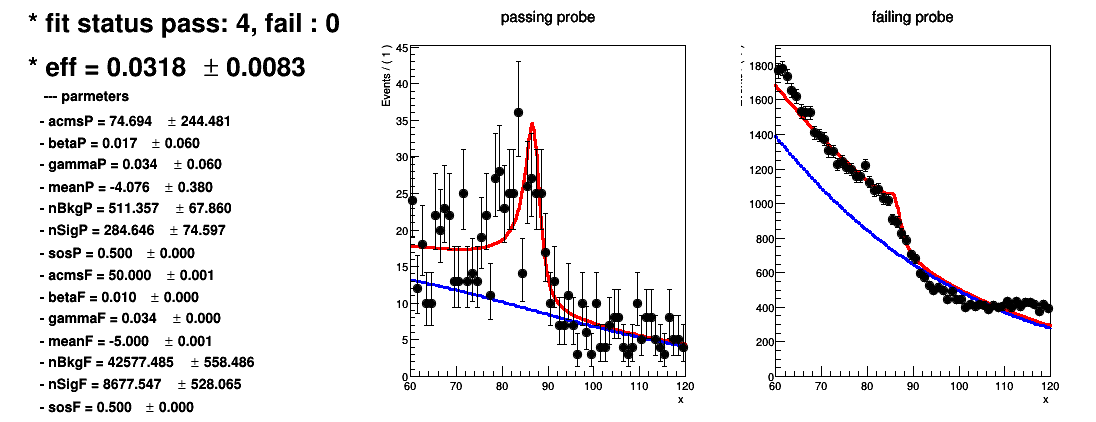 * fit status pass: 4, fail : 0
* eff = 0.0318 ± 0.0083
--- parmeters
- acmsP = 74.694 ± 244.481
- betaP = 0.017 ± 0.060
- gammaP = 0.034 ± 0.060
- meanP = -4.076 ± 0.380
- nBkgP = 511.357 ± 67.860
- nSigP = 284.646 ± 74.597
- sosP = 0.500 ± 0.000
- acmsF = 50.000 ± 0.001
- betaF = 0.010 ± 0.000
- gammaF = 0.034 ± 0.000
- meanF = -5.000 ± 0.001
- nBkgF = 42577.485 ± 558.486
- nSigF = 8677.547 ± 528.065
- sosF = 0.500 ± 0.000
passing probe
Events / ( 1 )
45
40
35
30
25
20
15
10
5
0
60 70 80 90 100 110 120
x
failing probe
1800
1600
1400
1200
1000
800
600
400
200
0
60 70 80 90 100 110 120
x